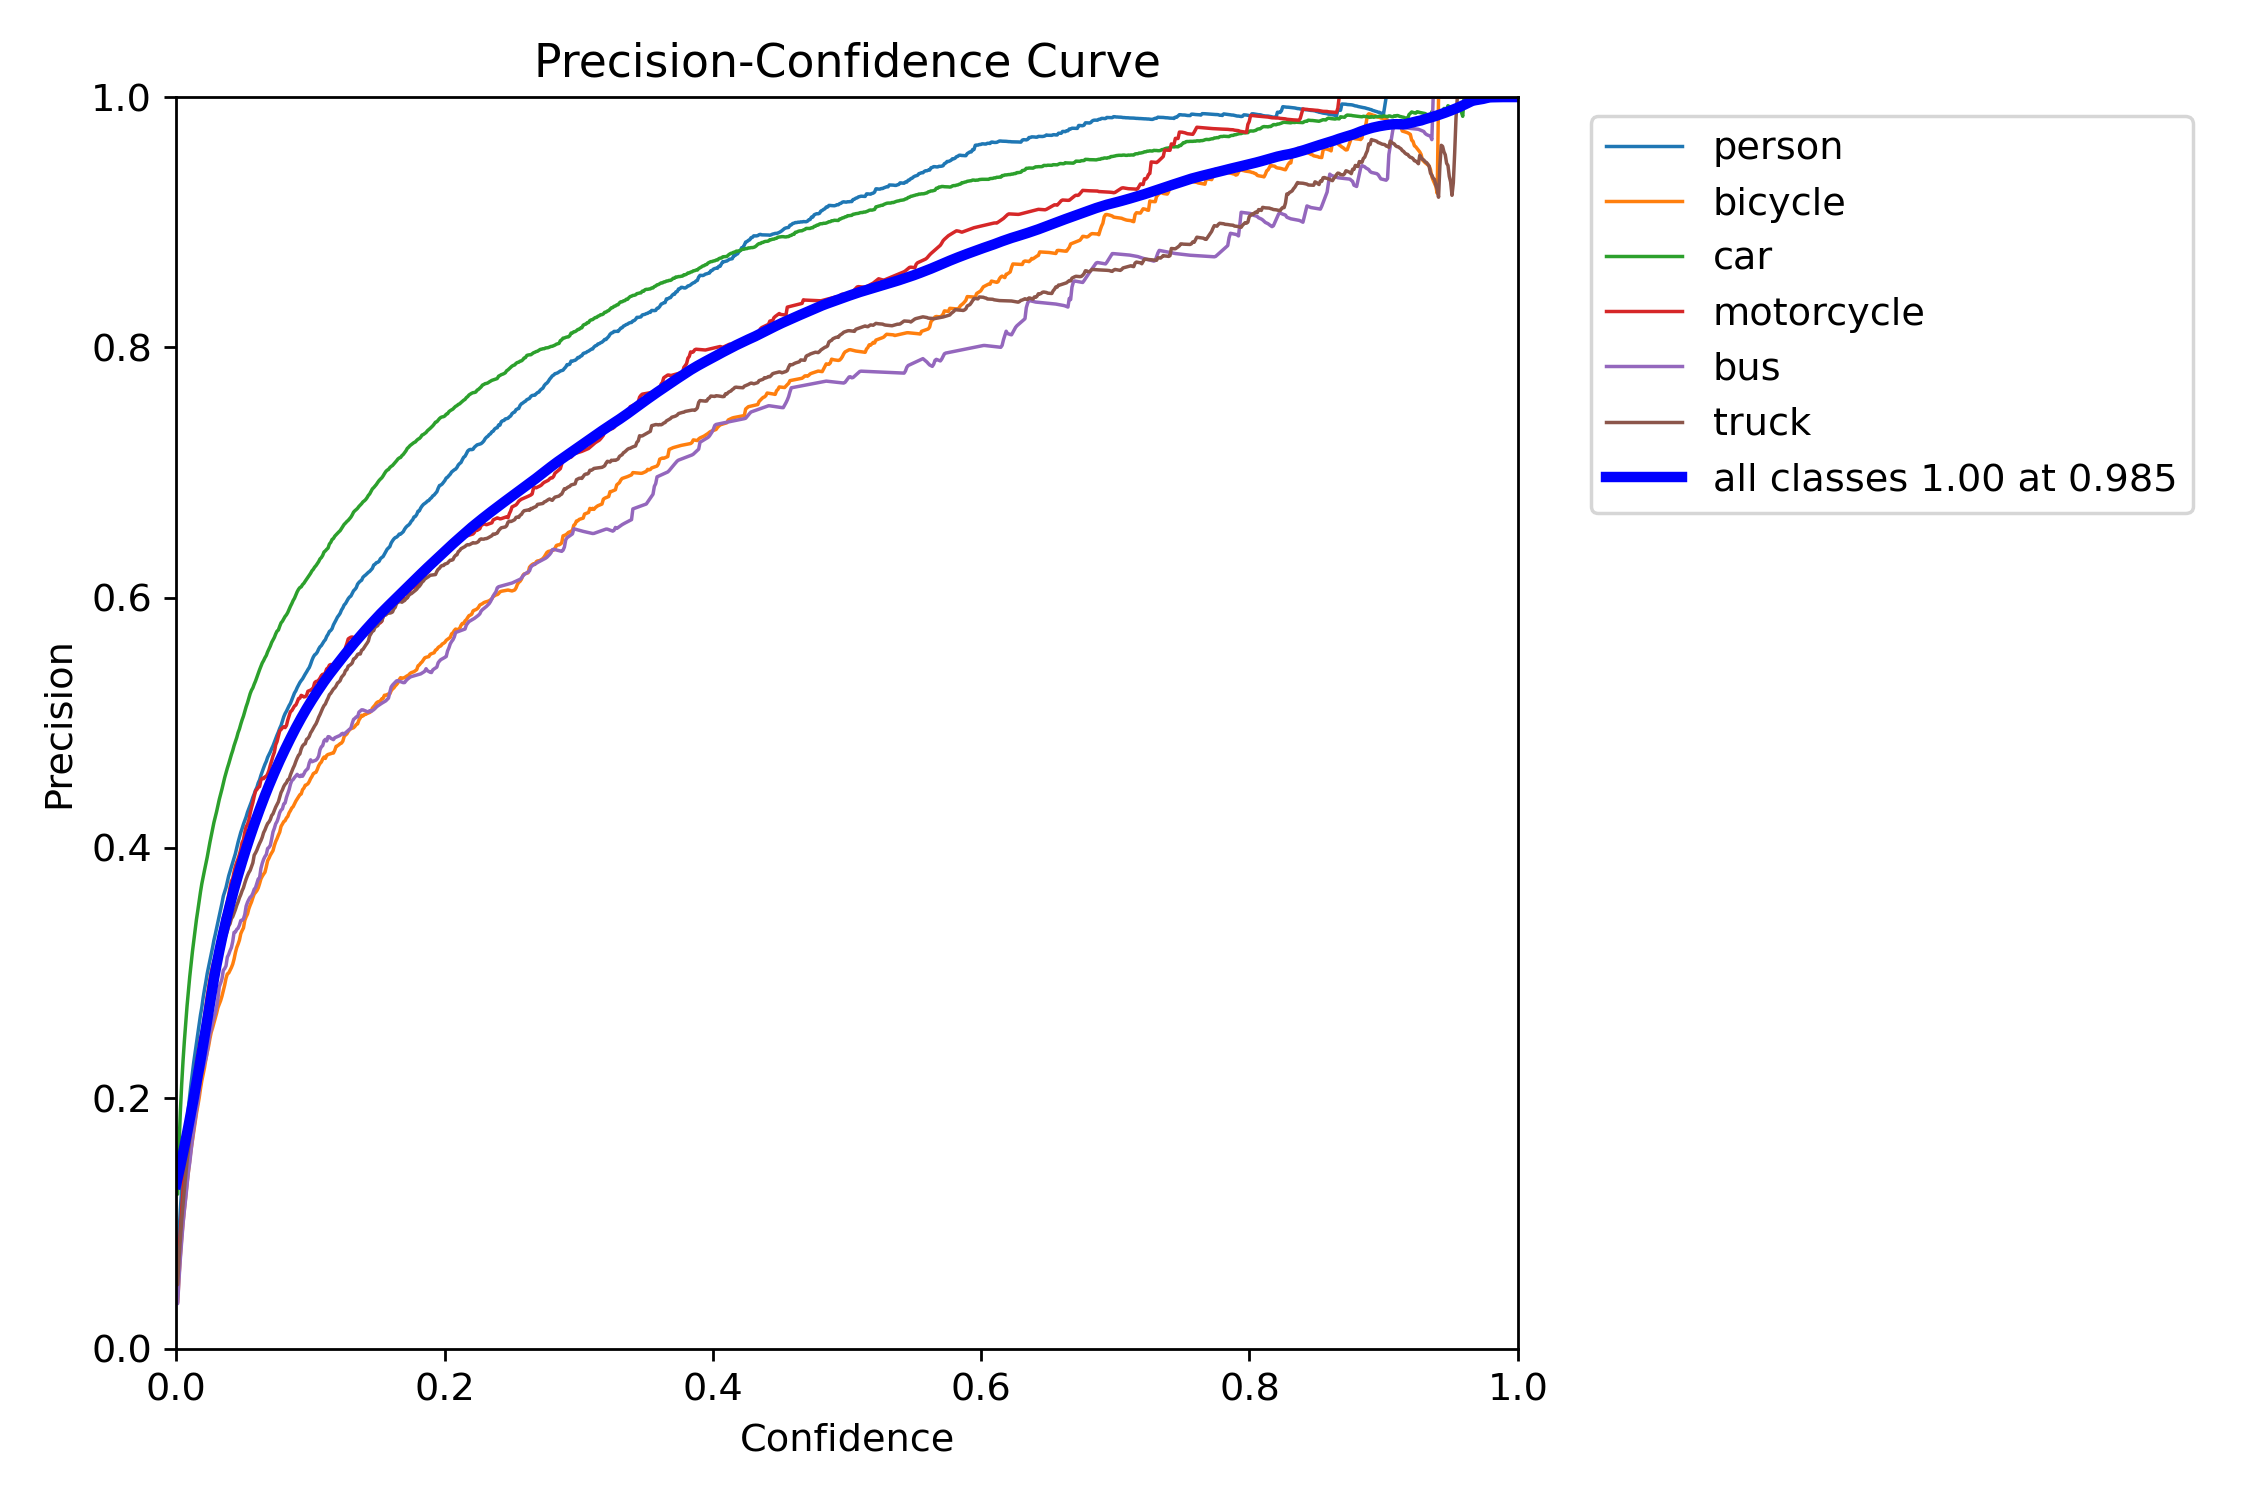 Precision-Confidence Curve
1.0
0.8
0.6
0.4
0.2
0.0
Precision
0.0 0.2 0.4 0.6 0.8 1.0
Confidence
person
bicycle
car
motorcycle
bus
truck
all classes 1.00 at 0.985